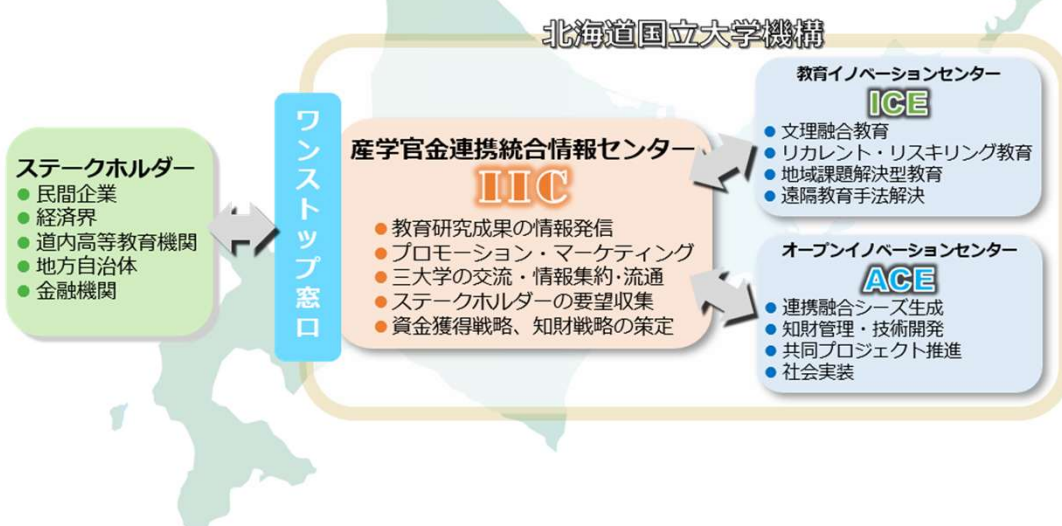 北海道国立大学機構
ステークホルダー
● 民間企業
● 経済界
● 道内高等教育機関
● 地方自治体
● 金融機関
ワンストップ窓口
産学官金連携統合情報センター
IIC
● 教育研究成果の情報発信
● プロモーション・マーケティング
● 三大学の交流・情報集約・流通
● ステークホルダーの要望収集
● 資金獲得戦略、知財戦略の策定
教育イノベーションセンター
ICE
● 文理融合教育
● リカレント・リスキリング教育
● 地域課題解決型教育
● 遠隔教育手法解決
オープンイノベーションセンター
ACE
● 連携融合シーズ生成
● 知財管理・技術開発
● 共同プロジェクト推進
● 社会実装